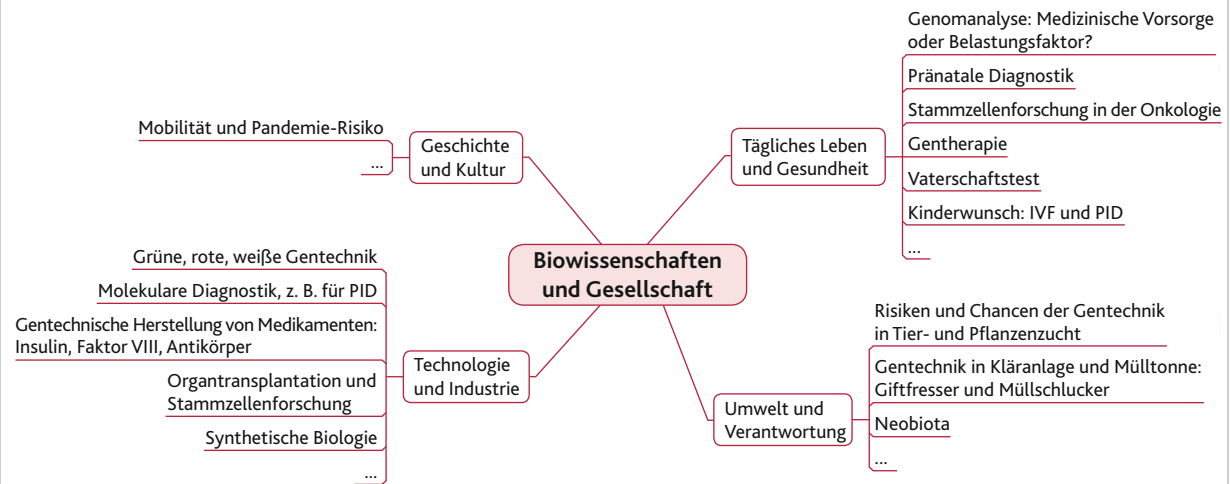 Biowissenschaften
und Gesellschaft
Geschichte
und Kultur
Mobilität und Pandemie-Risiko
...
Tägliches Leben
und Gesundheit
Genomanalyse: Medizinische Vorsorge
oder Belastungsfaktor?
Pränatale Diagnostik
Stammzellenforschung in der Onkologie
Gentherapie
Vaterschaftstest
Kinderwunsch: IVF und PID
...
Technologie
und Industrie
Grüne, rote, weiße Gentechnik
Molekulare Diagnostik, z. B. für PID
Gentechnische Herstellung von Medikamenten:
Insulin, Faktor VIII, Antikörper
Organtransplantation und
Stammzellenforschung
Synthetische Biologie
...
Umwelt und
Verantwortung
Risiken und Chancen der Gentechnik
in Tier- und Pflanzenzucht
Gentechnik in Kläranlage und Mülltonne:
Giftfresser und Müllschlucker
Neobiota
...